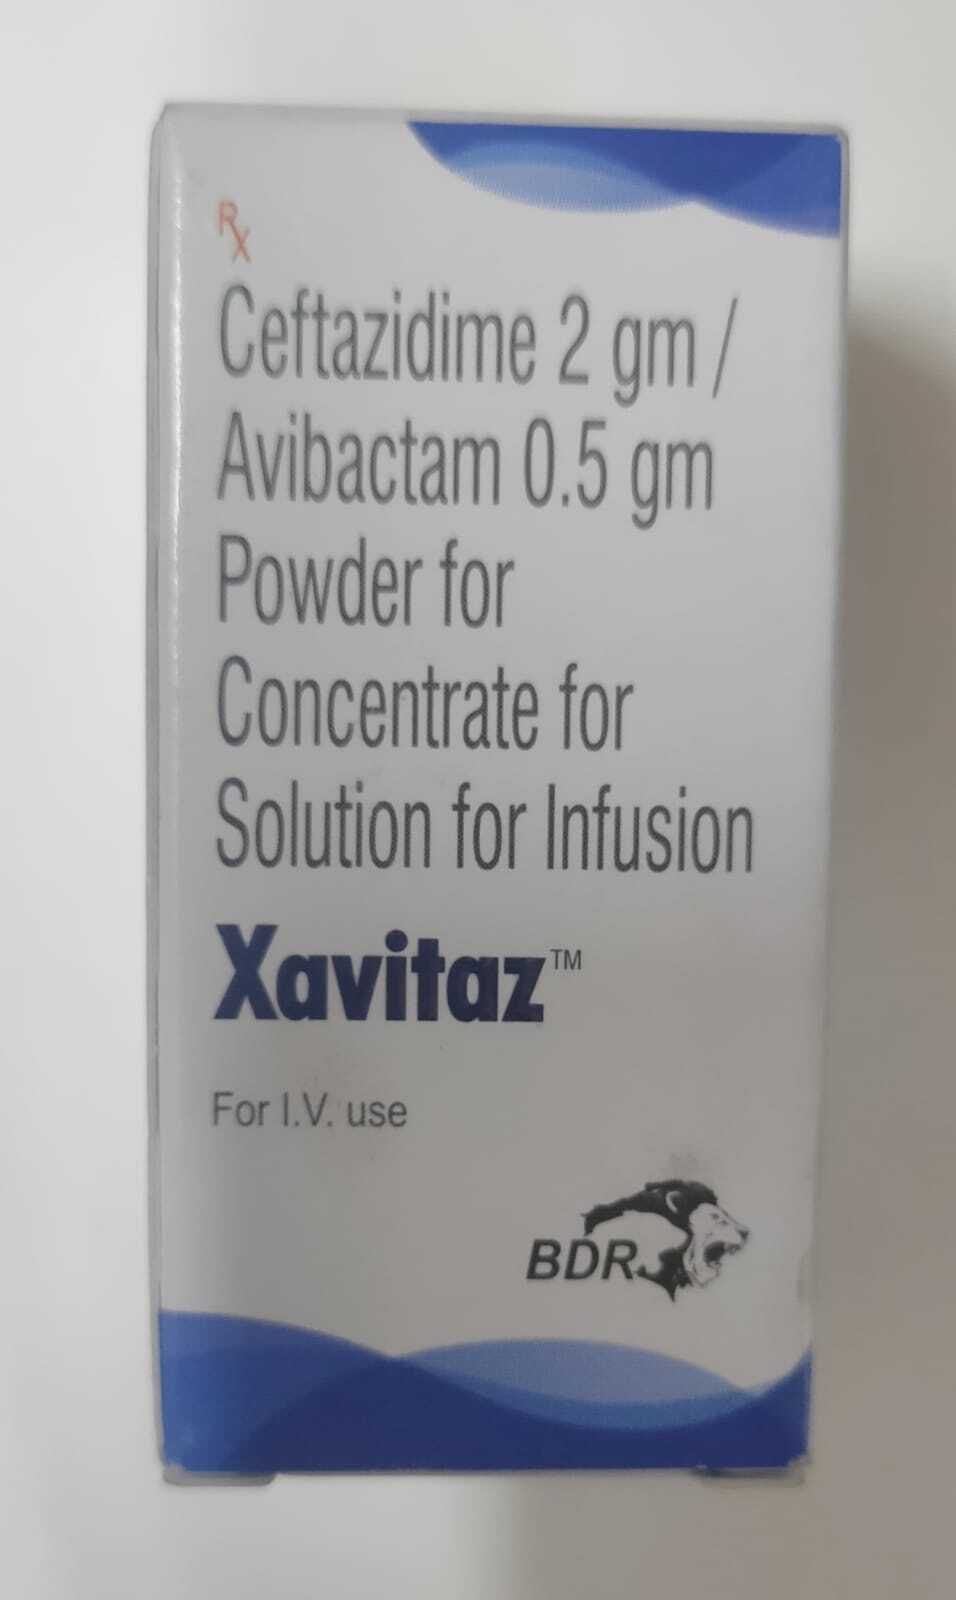 Rx
Ceftazidime 2 gm /
Avibactam 0.5 gm
Powder for
Concentrate for
Solution for Infusion
Xavitaz™
For I.V. use
BDR